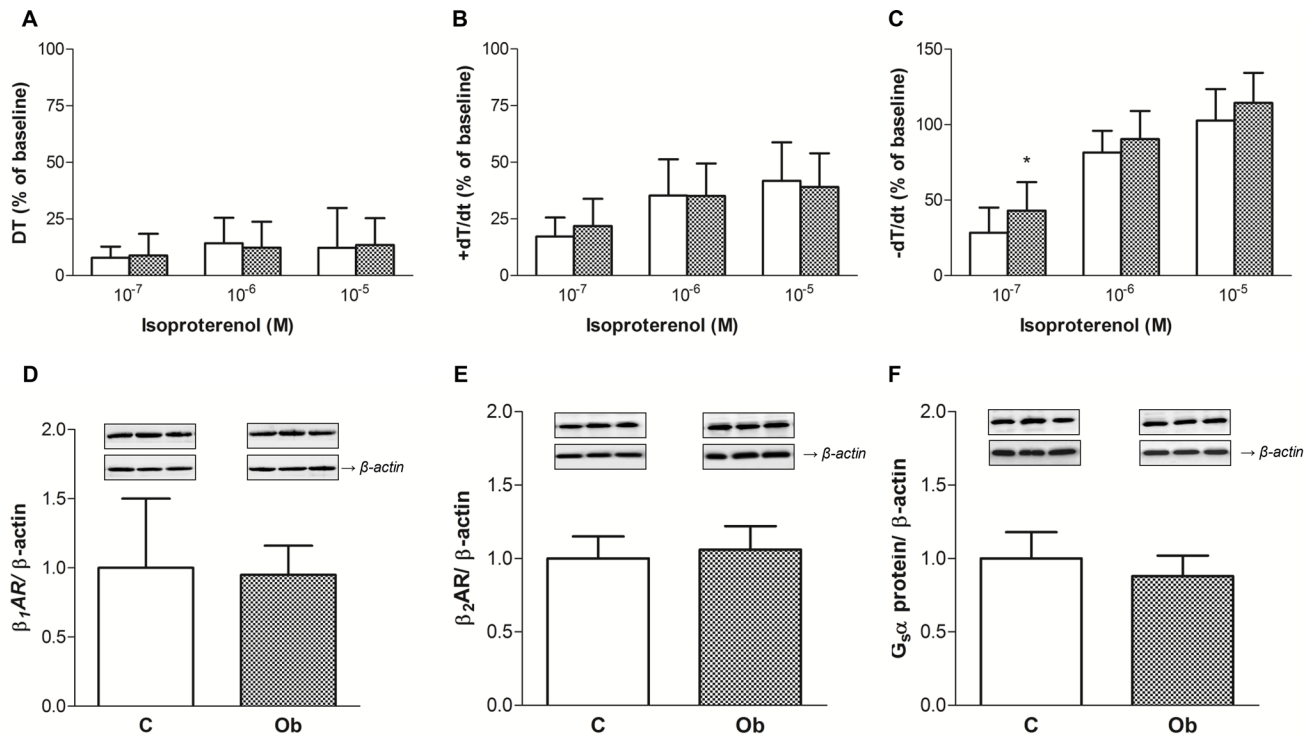 A
DT (% of baseline)
100
75
50
25
0
10⁻⁷ 10⁻⁶ 10⁻⁵
Isoproterenol (M)
B
+dT/dt (% of baseline)
100
75
50
25
0
10⁻⁷ 10⁻⁶ 10⁻⁵
Isoproterenol (M)
C
-dT/dt (% of baseline)
150
100
50
0
*
10⁻⁷ 10⁻⁶ 10⁻⁵
Isoproterenol (M)
D
β₁AR/ β-actin
2.0
1.5
1.0
0.5
0.0
→ β-actin
C Ob
E
β₂AR/ β-actin
2.0
1.5
1.0
0.5
0.0
→ β-actin
C Ob
F
Gₛα protein/ β-actin
2.0
1.5
1.0
0.5
0.0
→ β-actin
C Ob